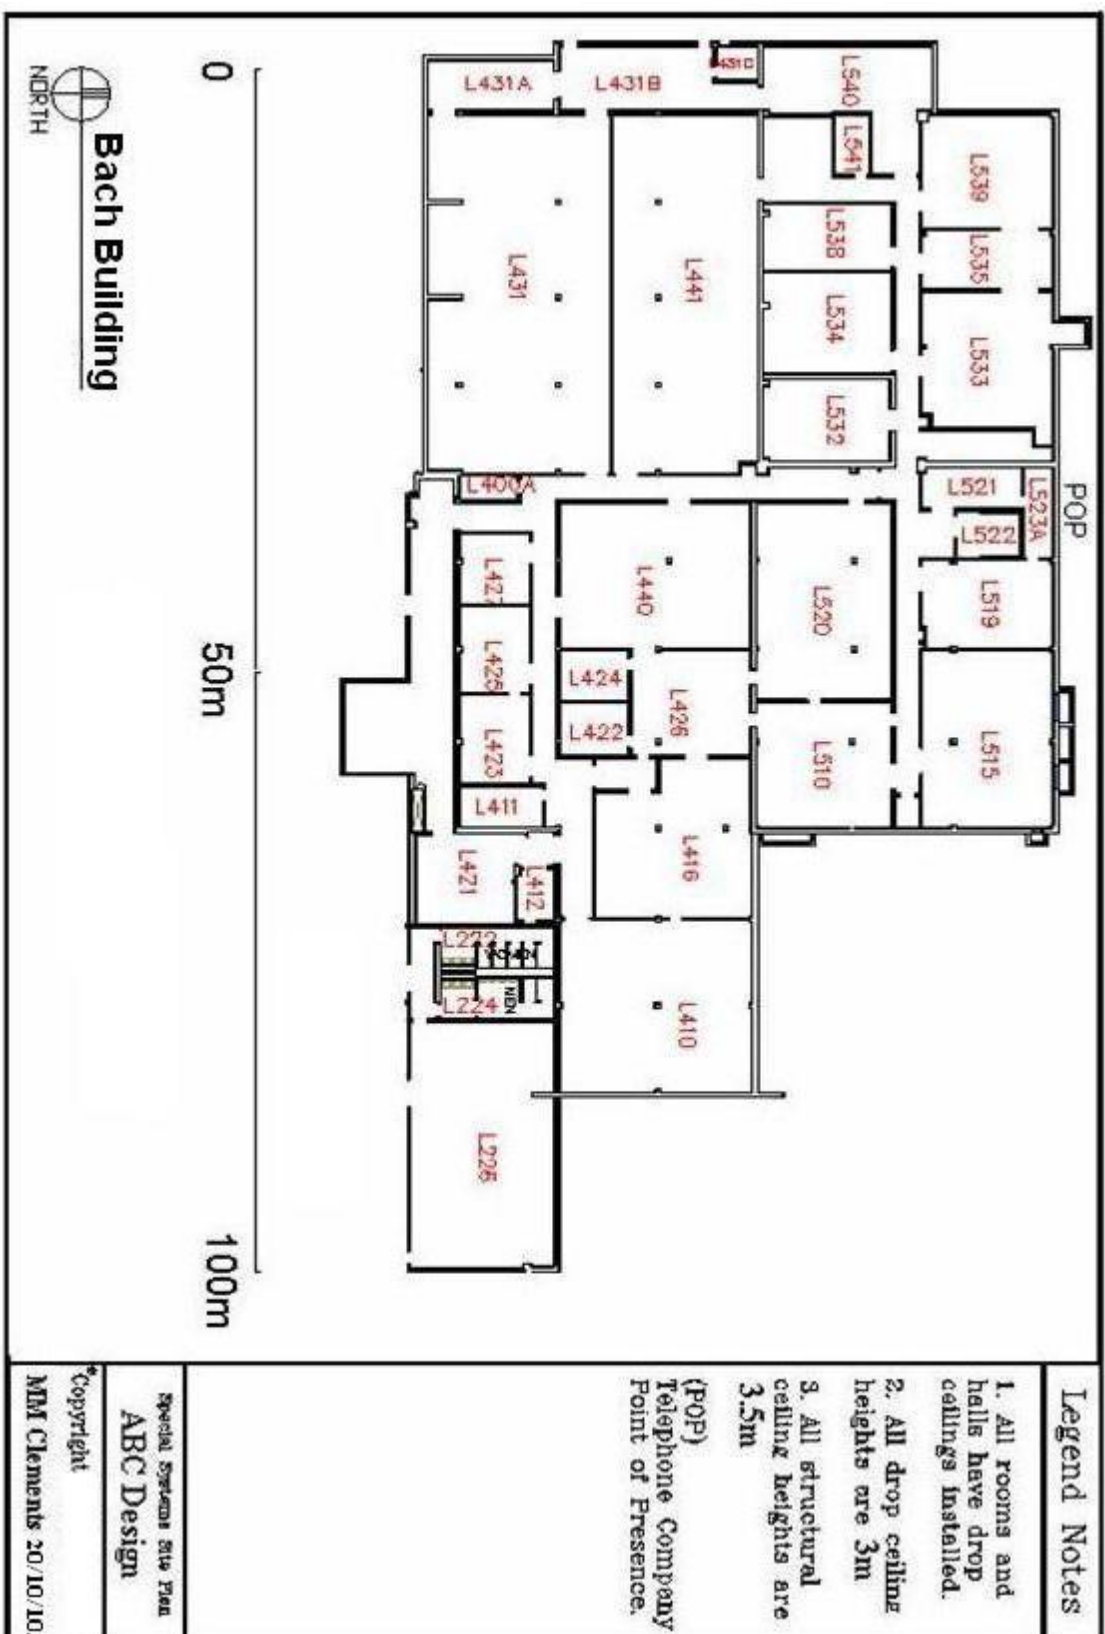 Legend Notes
1. All rooms and
halls have drop
ceilings installed.
2. All drop ceiling
heights are 3m
3. All structural
ceiling heights are
3.5m
(POP)
Telephone Company
Point of Presence.
Special Systems Site Plan
ABC Design
*Copyright
MM Clements 20/10/10.
POP
L539
L535
L533
L521
L523A
L522
L519
L515
L540
L541
L538
L534
L532
L520
L510
L431C
L431B
L431A
L441
L431
L400A
L440
L426
L424
L422
L416
L410
L427
L425
L423
L411
L421
L412
L222
L224
MEN
L226
0
50m
100m
Bach Building
NORTH